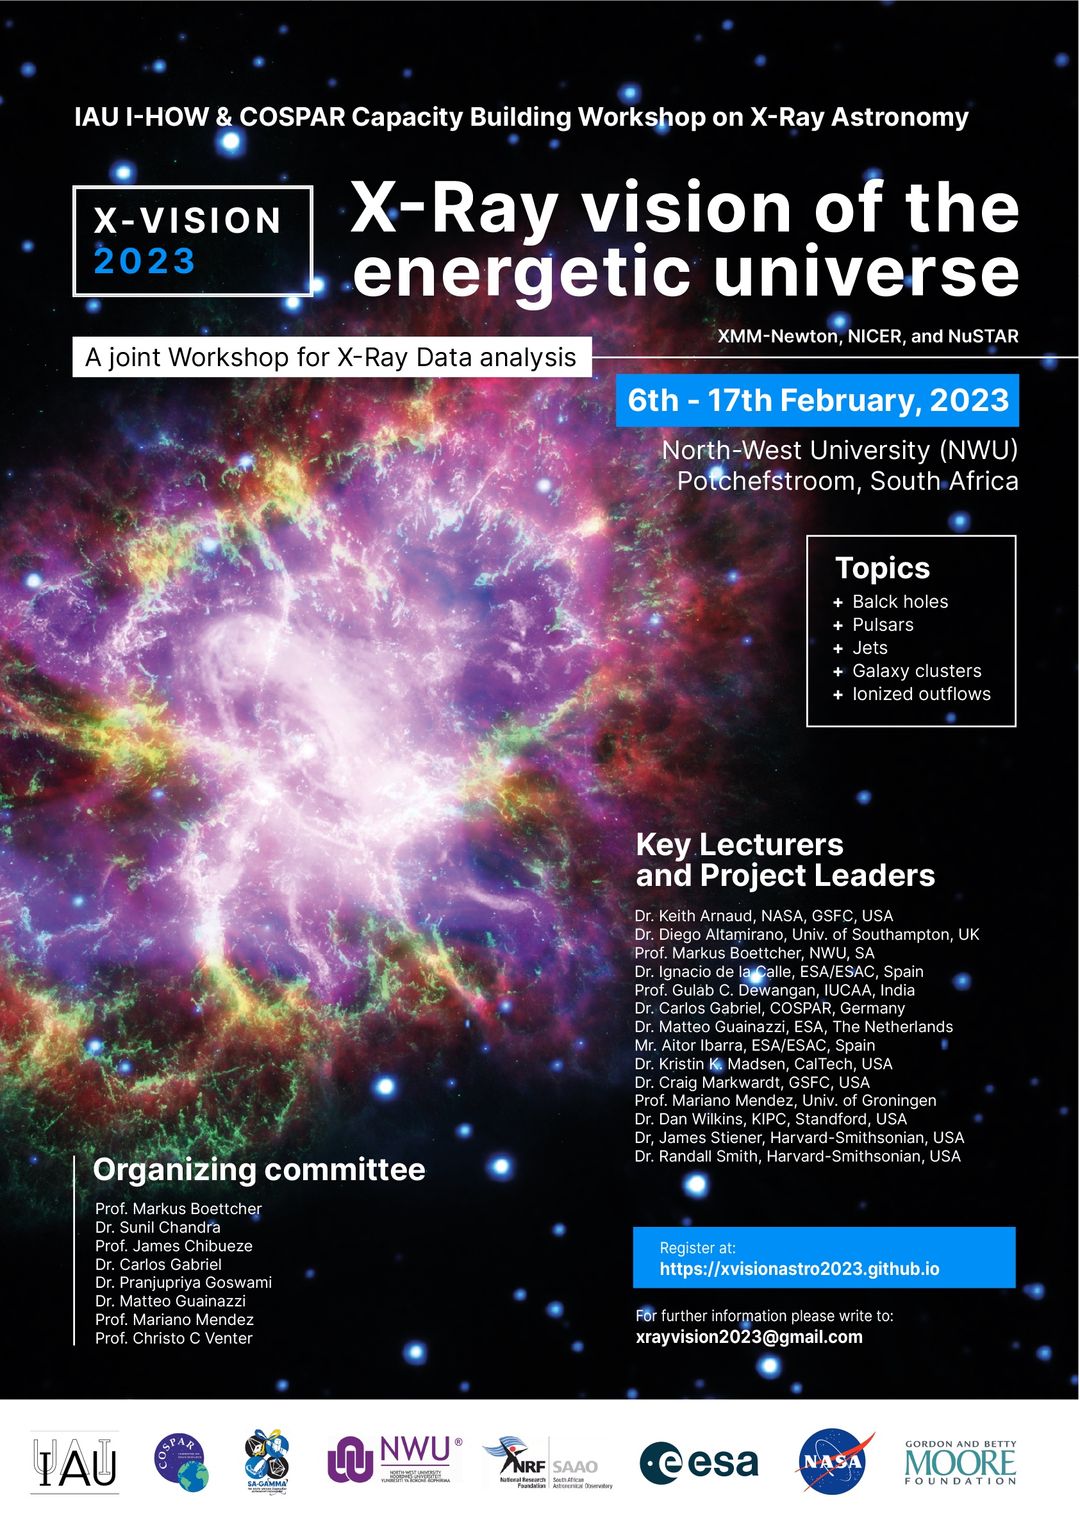 IAU I-HOW & COSPAR Capacity Building Workshop on X-Ray Astronomy
X-VISION
2023
X-Ray vision of the
energetic universe
XMM-Newton, NICER, and NuSTAR
A joint Workshop for X-Ray Data analysis
6th - 17th February, 2023
North-West University (NWU)
Potchefstroom, South Africa
Topics
+ Balck holes
+ Pulsars
+ Jets
+ Galaxy clusters
+ Ionized outflows
Key Lecturers
and Project Leaders
Dr. Keith Arnaud, NASA, GSFC, USA
Dr. Diego Altamirano, Univ. of Southampton, UK
Prof. Markus Boettcher, NWU, SA
Dr. Ignacio de la Calle, ESA/ESAC, Spain
Prof. Gulab C. Dewangan, IUCAA, India
Dr. Carlos Gabriel, COSPAR, Germany
Dr. Matteo Guainazzi, ESA, The Netherlands
Mr. Aitor Ibarra, ESA/ESAC, Spain
Dr. Kristin K. Madsen, CalTech, USA
Dr. Craig Markwardt, GSFC, USA
Prof. Mariano Mendez, Univ. of Groningen
Dr. Dan Wilkins, KIPC, Standford, USA
Dr, James Stiener, Harvard-Smithsonian, USA
Dr. Randall Smith, Harvard-Smithsonian, USA
Organizing committee
Prof. Markus Boettcher
Dr. Sunil Chandra
Prof. James Chibueze
Dr. Carlos Gabriel
Dr. Pranjupriya Goswami
Dr. Matteo Guainazzi
Prof. Mariano Mendez
Prof. Christo C Venter
Register at:
https://xvisionastro2023.github.io
For further information please write to:
xrayvision2023@gmail.com
IAU
COSPAR
SA-GAMMA
NWU®
NORTH-WEST UNIVERSITY
NOORDWES-UNIVERSITEIT
YUNIBESITI YA BOKONE-BOPHIRIMA
NRF SAAO
National Research Foundation
South African Astronomical Observatory
esa
NASA
GORDON AND BETTY
MOORE
FOUNDATION